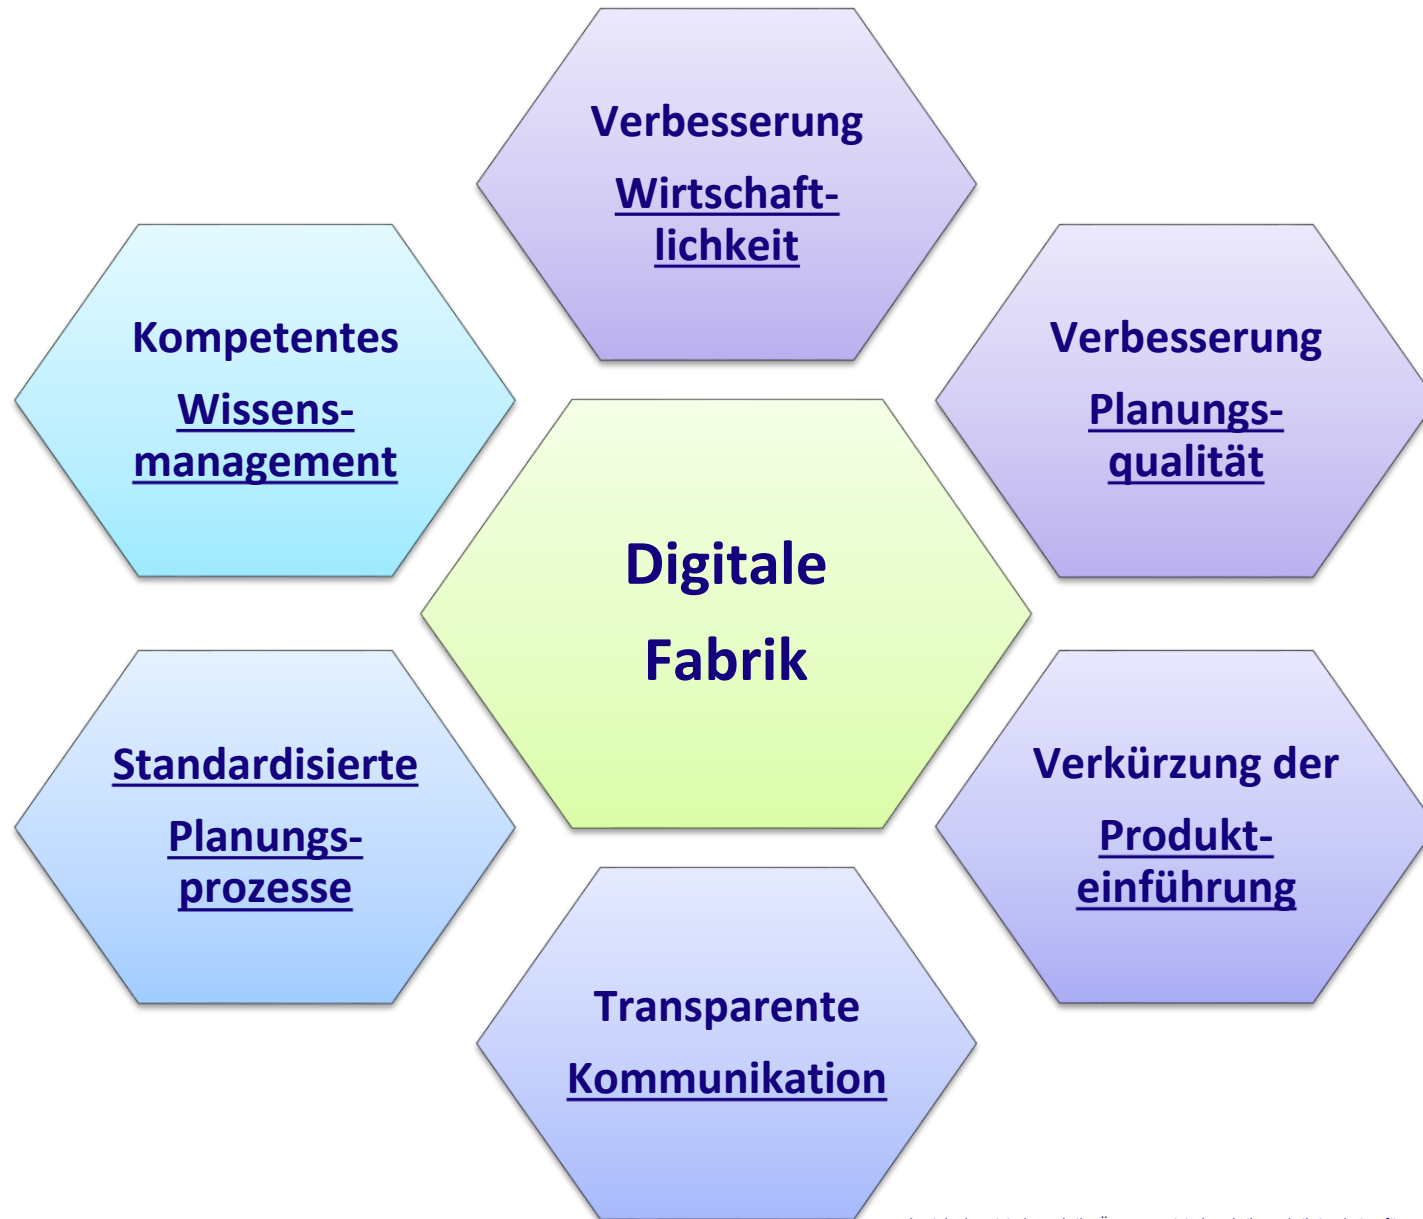 Verbesserung
Wirtschaft-
lichkeit
Kompetentes
Wissens-
management
Verbesserung
Planungs-
qualität
Digitale
Fabrik
Standardisierte
Planungs-
prozesse
Verkürzung der
Produkt-
einführung
Transparente
Kommunikation